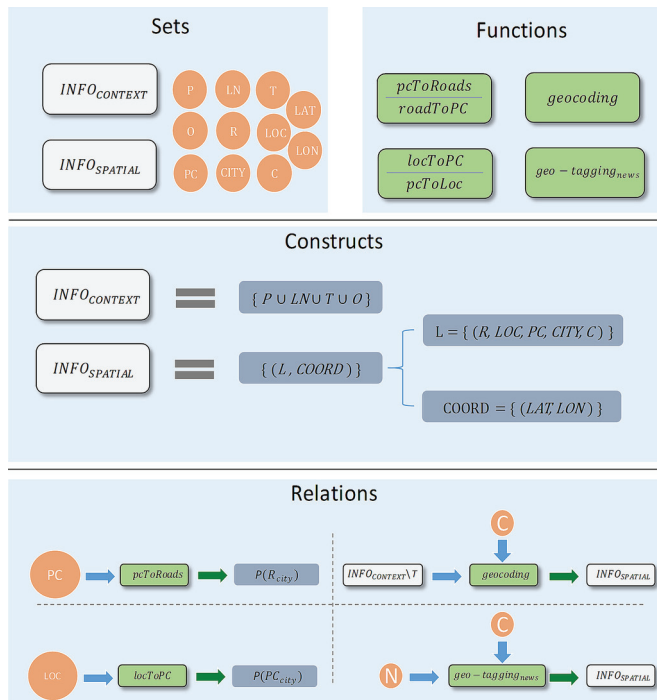 Sets
INFO_CONTEXT
INFO_SPATIAL
P
LN
T
LAT
O
R
LOC
LON
PC
CITY
C
Functions
pcToRoads
roadToPC
geocoding
locToPC
pcToLoc
geo − tagging_news
Constructs
INFO_CONTEXT
{ P ∪ LN ∪ T ∪ O }
INFO_SPATIAL
{ (L , COORD) }
L = { (R, LOC, PC, CITY, C) }
COORD = { (LAT, LON) }
Relations
PC
pcToRoads
P(R_city)
C
INFO_CONTEXT\T
geocoding
INFO_SPATIAL
LOC
locToPC
P(PC_city)
C
N
geo − tagging_news
INFO_SPATIAL